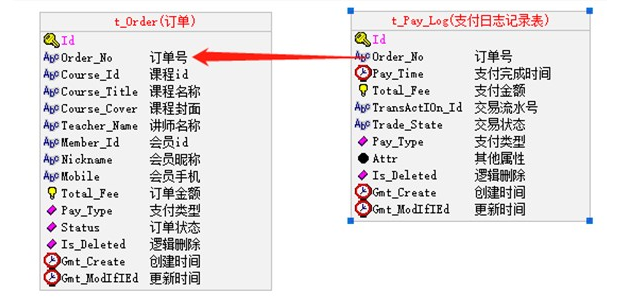 t_Order(订单)
Id
Order_No 订单号
Course_Id 课程id
Course_Title 课程名称
Course_Cover 课程封面
Teacher_Name 讲师名称
Member_Id 会员id
Nickname 会员昵称
Mobile 会员手机
Total_Fee 订单金额
Pay_Type 支付类型
Status 订单状态
Is_Deleted 逻辑删除
Gmt_Create 创建时间
Gmt_ModIfIEd 更新时间
t_Pay_Log(支付日志记录表)
Id
Order_No 订单号
Pay_Time 支付完成时间
Total_Fee 支付金额
TransActIOn_Id 交易流水号
Trade_State 交易状态
Pay_Type 支付类型
Attr 其他属性
Is_Deleted 逻辑删除
Gmt_Create 创建时间
Gmt_ModIfIEd 更新时间